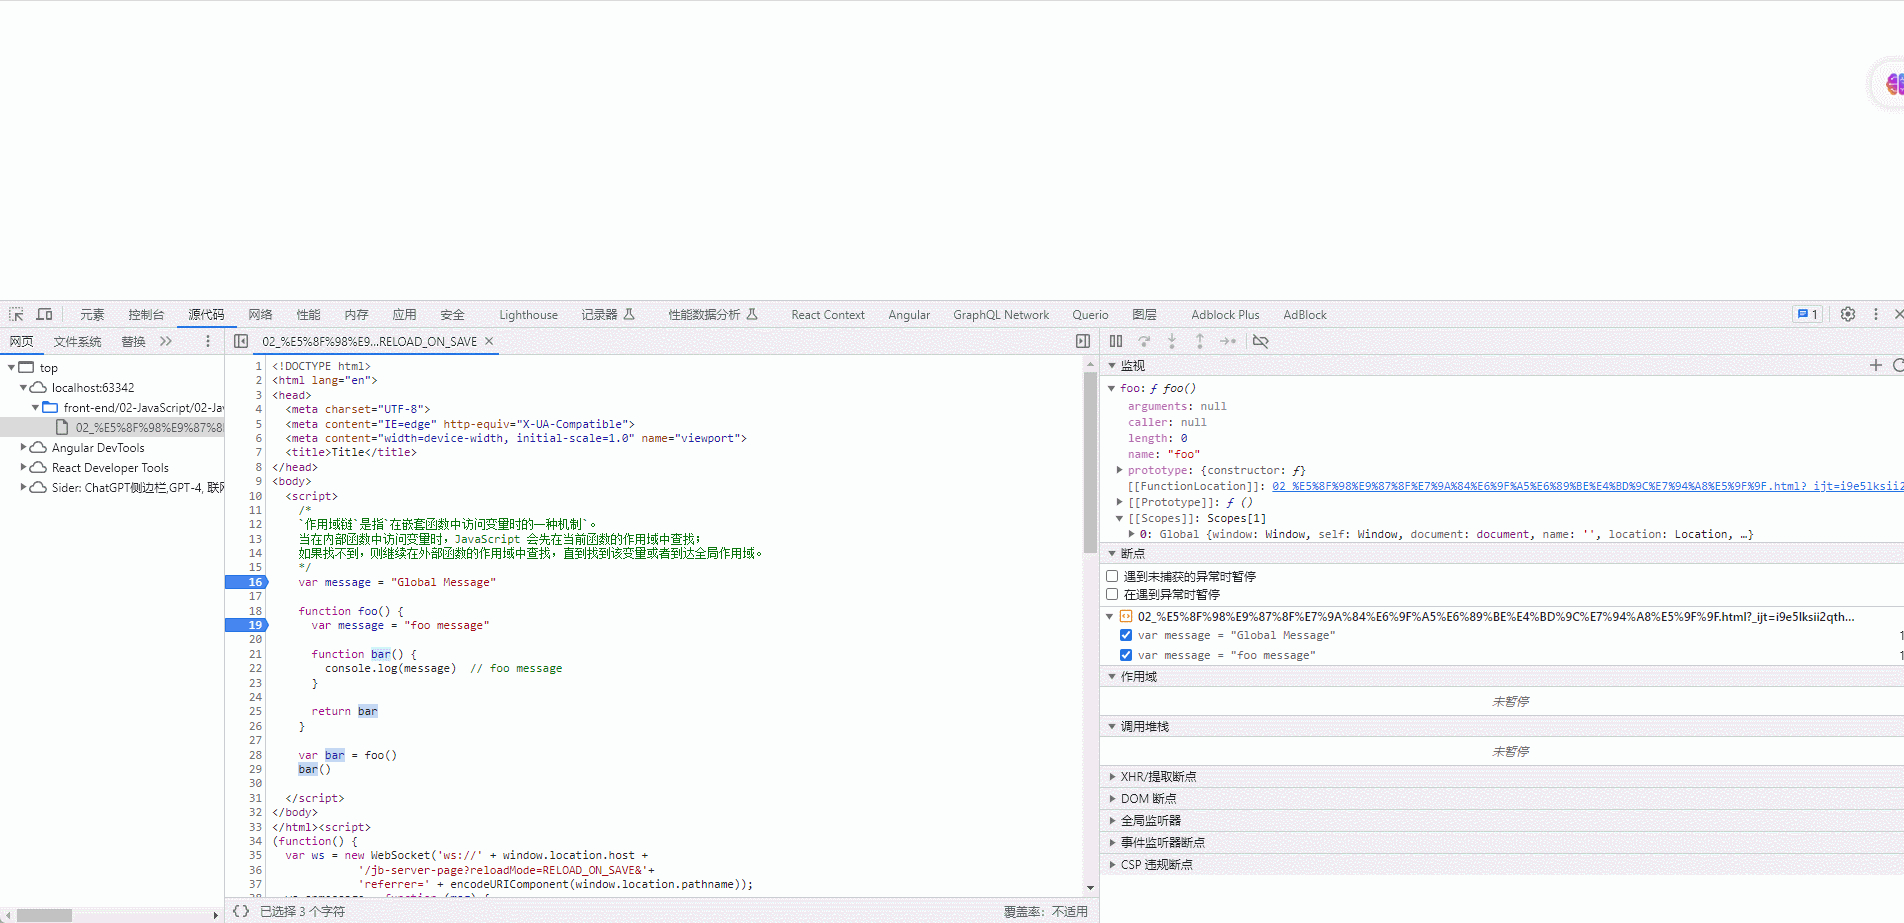 元素 控制台 源代码 网络 性能 内存 应用 安全 Lighthouse 记录器 性能数据分析 React Context Angular GraphQL Network Querio 图层 Adblock Plus AdBlock 1
网页 文件系统 替换
02_%E5%8F%98%E9...RELOAD_ON_SAVE
top
localhost:63342
front-end/02-JavaScript/02-Jav
02_%E5%8F%98%E9%87%8
Angular DevTools
React Developer Tools
Sider: ChatGPT侧边栏,GPT-4, 联网
1 <!DOCTYPE html>
2 <html lang="en">
3 <head>
4 <meta charset="UTF-8">
5 <meta content="IE=edge" http-equiv="X-UA-Compatible">
6 <meta content="width=device-width, initial-scale=1.0" name="viewport">
7 <title>Title</title>
8 </head>
9 <body>
10 <script>
11 /*
12 `作用域链`是指`在嵌套函数中访问变量时的一种机制`。
13 当在内部函数中访问变量时，JavaScript 会先在当前函数的作用域中查找；
14 如果找不到，则继续在外部函数的作用域中查找，直到找到该变量或者到达全局作用域。
15 */
16 var message = "Global Message"
17
18 function foo() {
19 var message = "foo message"
20
21 function bar() {
22 console.log(message) // foo message
23 }
24
25 return bar
26 }
27
28 var bar = foo()
29 bar()
30
31 </script>
32 </body>
33 </html><script>
34 (function() {
35 var ws = new WebSocket('ws://' + window.location.host +
36 '/jb-server-page?reloadMode=RELOAD_ON_SAVE&'+
37 'referrer=' + encodeURIComponent(window.location.pathname));
{} 已选择 3 个字符 覆盖率：不适用
监视
foo: ƒ foo()
arguments: null
caller: null
length: 0
name: "foo"
prototype: {constructor: ƒ}
[[FunctionLocation]]: 02_%E5%8F%98%E9%87%8F%E7%9A%84%E6%9F%A5%E6%89%BE%E4%BD%9C%E7%94%A8%E5%9F%9F.html?_ijt=i9e5lksii2
[[Prototype]]: ƒ ()
[[Scopes]]: Scopes[1]
0: Global {window: Window, self: Window, document: document, name: '', location: Location, …}
断点
遇到未捕获的异常时暂停
在遇到异常时暂停
02_%E5%8F%98%E9%87%8F%E7%9A%84%E6%9F%A5%E6%89%BE%E4%BD%9C%E7%94%A8%E5%9F%9F.html?_ijt=i9e5lksii2qth...
var message = "Global Message" 1
var message = "foo message" 1
作用域
未暂停
调用堆栈
未暂停
XHR/提取断点
DOM 断点
全局监听器
事件监听器断点
CSP 违规断点